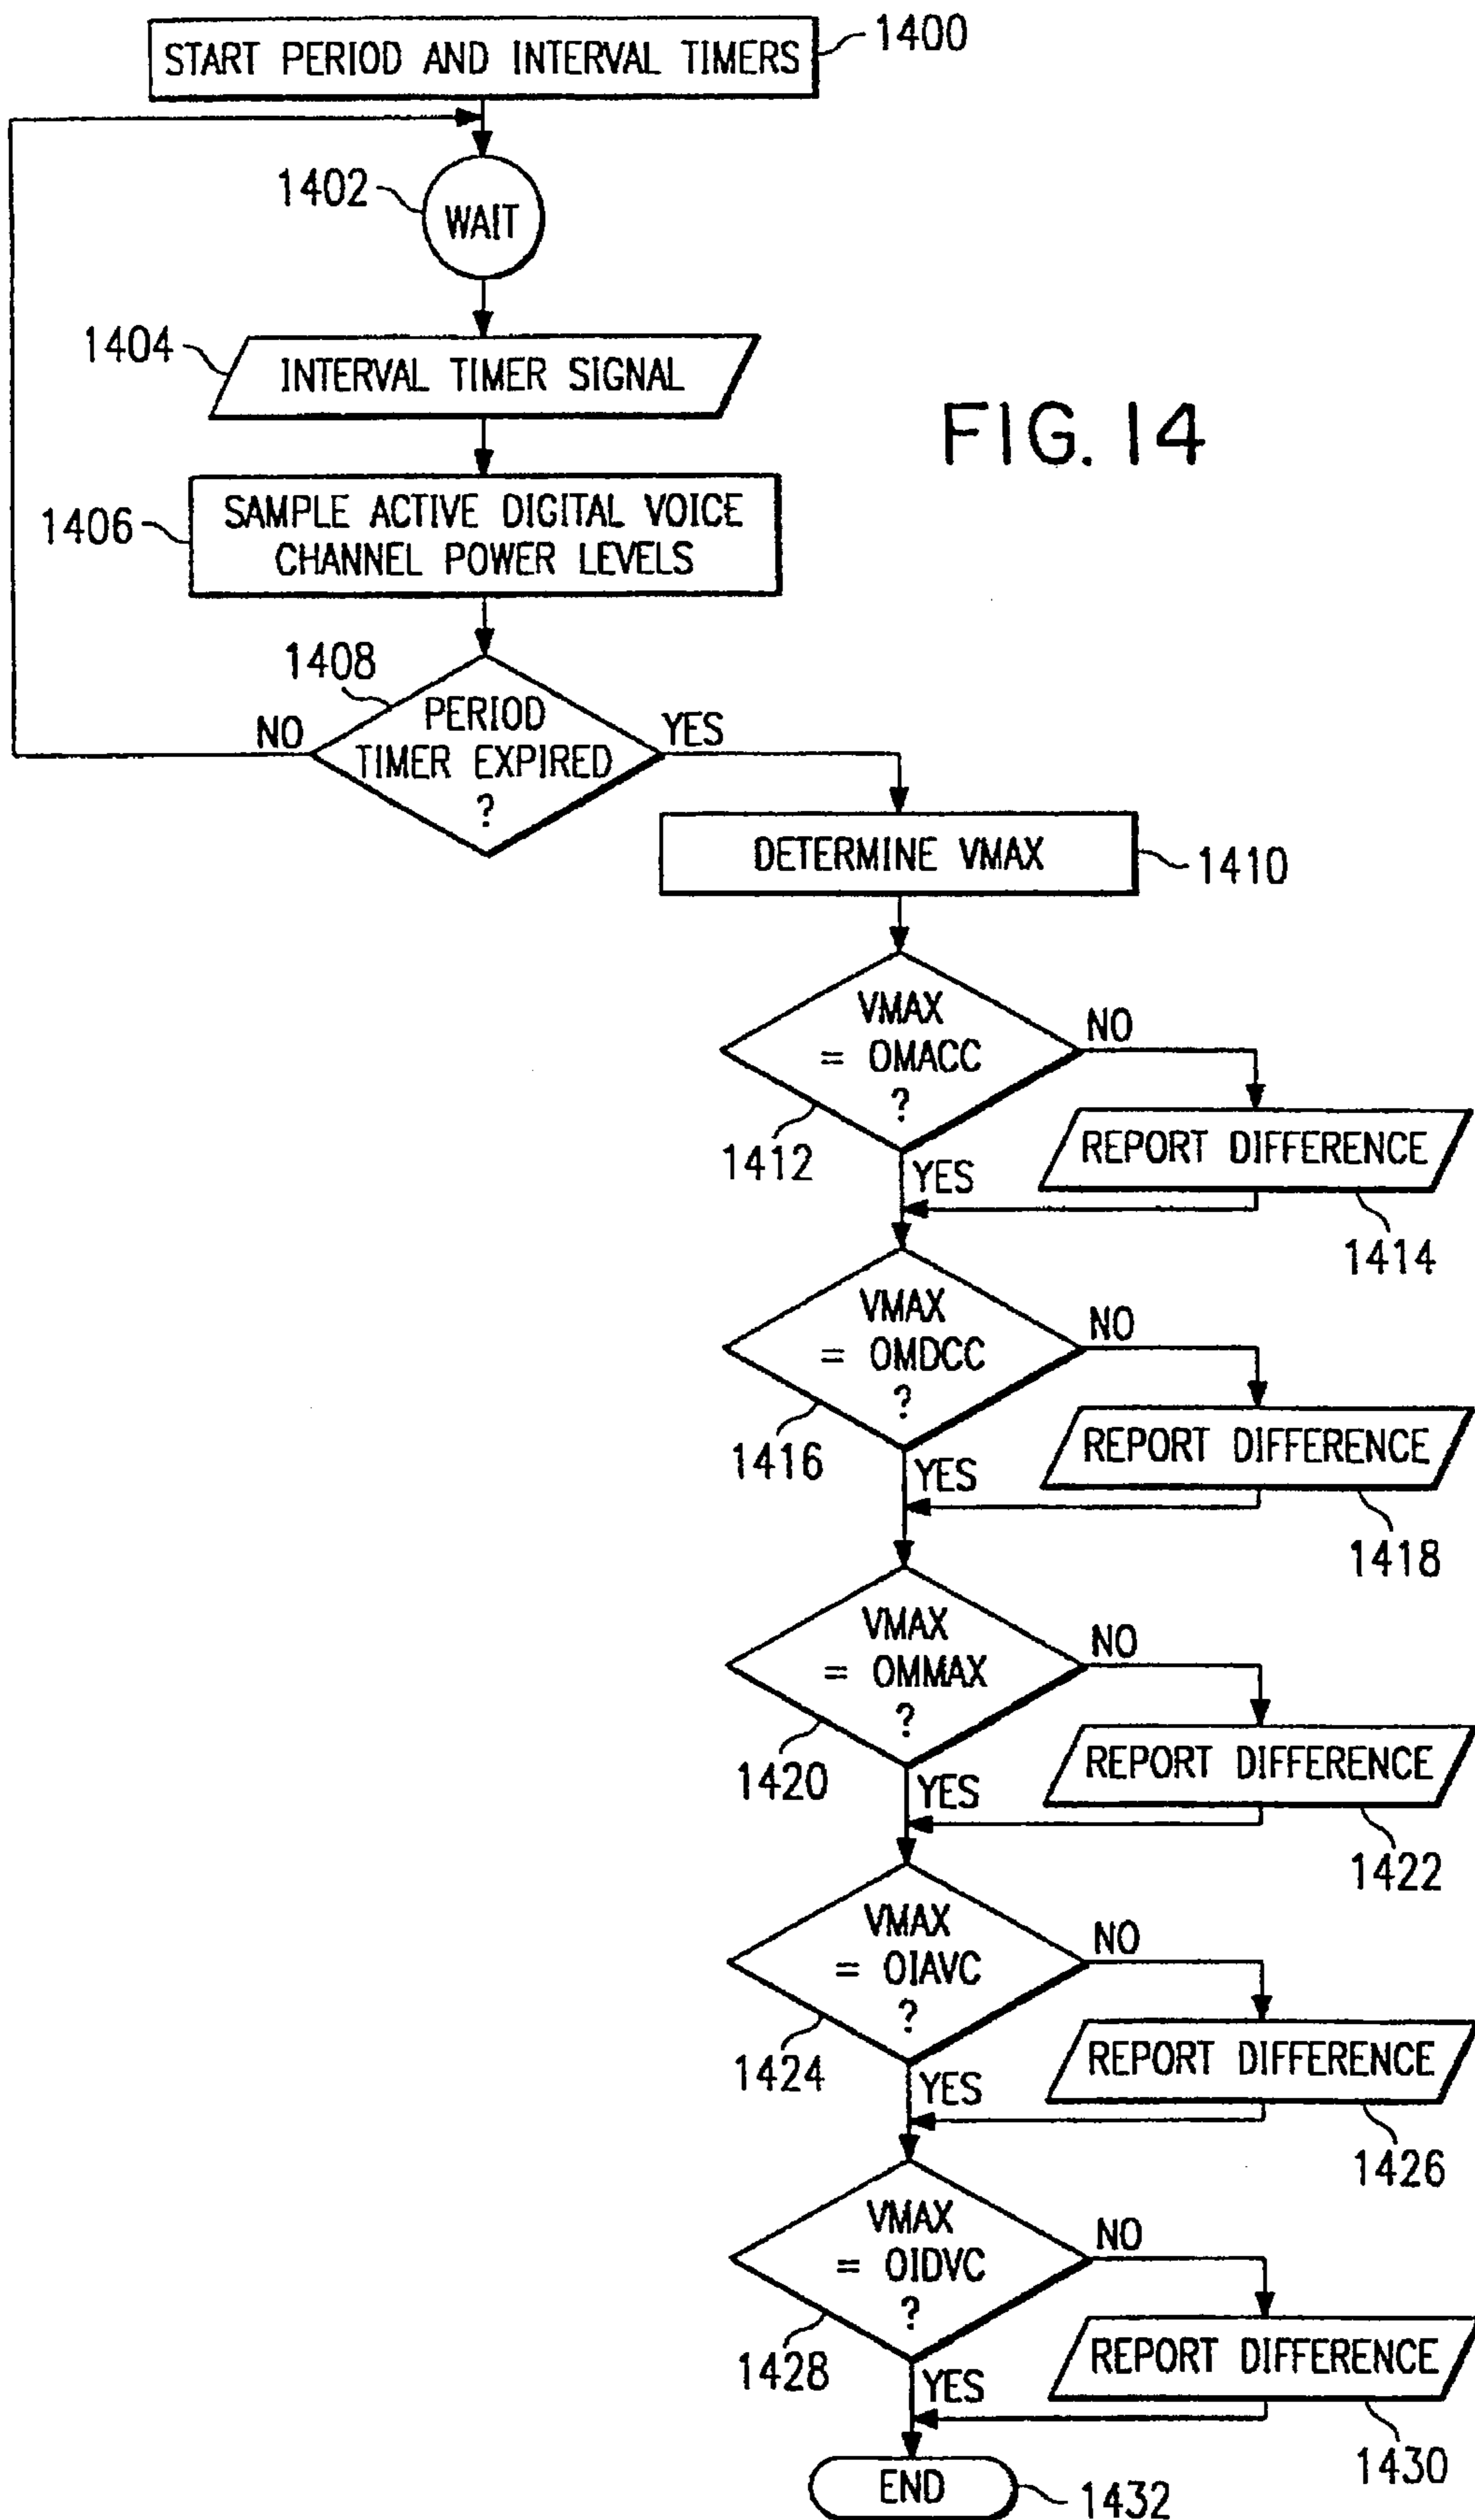 START PERIOD AND INTERVAL TIMERS
1400
1402
WAIT
1404
INTERVAL TIMER SIGNAL
FIG. 14
1406
SAMPLE ACTIVE DIGITAL VOICE
CHANNEL POWER LEVELS
1408
PERIOD
TIMER EXPIRED
?
NO
YES
DETERMINE VMAX
1410
VMAX
= OMACC
?
NO
1412
YES
REPORT DIFFERENCE
1414
VMAX
= OMDCC
?
NO
1416
YES
REPORT DIFFERENCE
1418
VMAX
= OMMAX
?
NO
1420
YES
REPORT DIFFERENCE
1422
VMAX
= OIAVC
?
NO
1424
YES
REPORT DIFFERENCE
1426
VMAX
= OIDVC
?
NO
1428
YES
REPORT DIFFERENCE
1430
END
1432